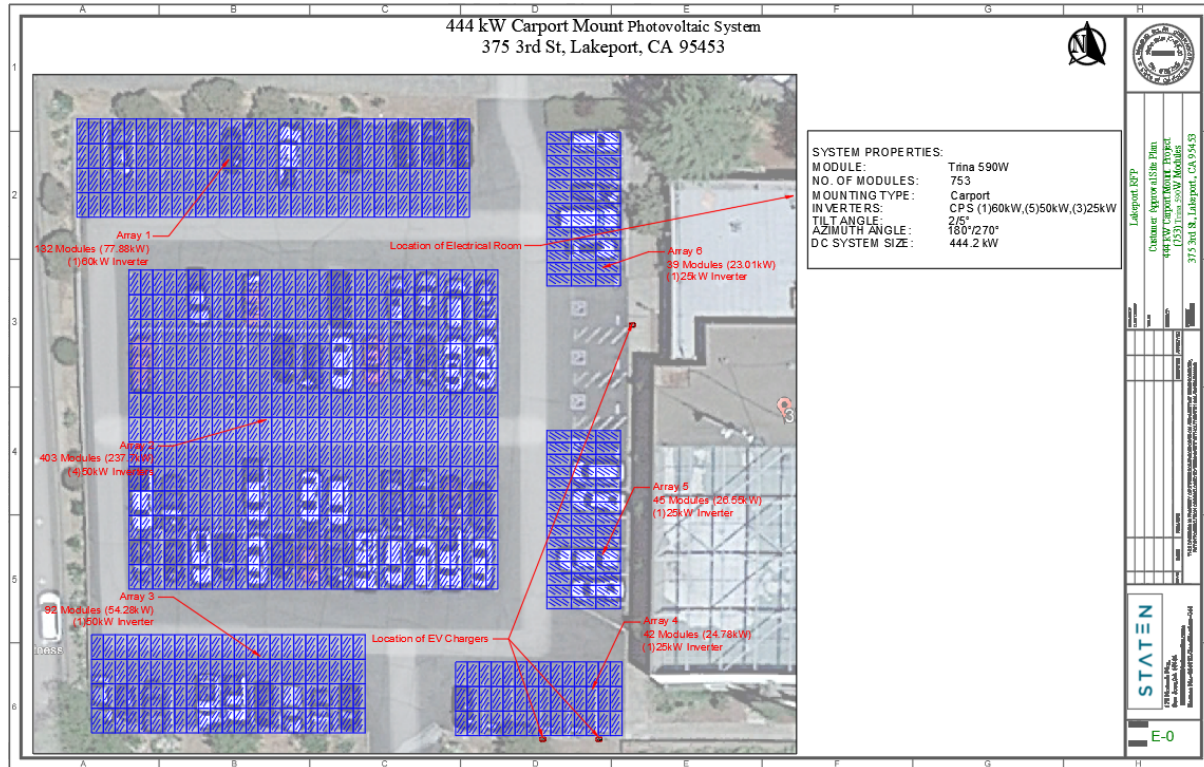 A B C D E F G H
444 kW Carport Mount Photovoltaic System
375 3rd St, Lakeport, CA 95453
N
1
2
3
4
5
6
Array 1
132 Modules (77.88kW)
(1)60kW Inverter
Location of Electrical Room
Array 6
39 Modules (23.01kW)
(1)25kW Inverter
Array 2
403 Modules (237.7kW)
(4)50kW Inverters
Array 5
45 Modules (26.55kW)
(1)25kW Inverter
Array 3
92 Modules (54.28kW)
(1)50kW Inverter
Location of EV Chargers
Array 4
42 Modules (24.78kW)
(1)25kW Inverter
3
SYSTEM PROPERTIES:
MODULE: Trina 590W
NO. OF MODULES: 753
MOUNTING TYPE: Carport
INVERTERS: CPS (1)60kW,(5)50kW,(3)25kW
TILT ANGLE: 2/5°
AZIMUTH ANGLE: 180°/270°
DC SYSTEM SIZE: 444.2 kW
Lakeport RFP
Customer Approval Site Plan
444 kW Carport Mount Project
(753) Trina 590W Modules
375 3rd St., Lakeport, CA 95453
STATEN
E-0
A B C D E F G H